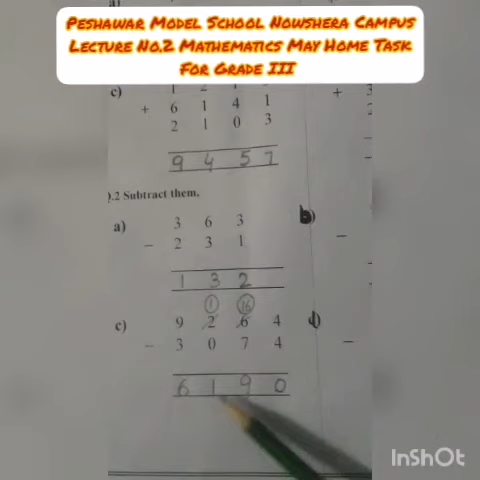 a)
Peshawar Model School Nowshera Campus
Lecture No.2 Mathematics May Home Task
For Grade III
c)
+ 6 1 4 1
2 1 0 3
9 4 5 7
+ 3
2
).2 Subtract them.
a) 3 6 3
− 2 3 1
1 3 2
b)
−
1 16
c) 9 2 6 4
− 3 0 7 4
6 1 9 0
d)
−
InShOt